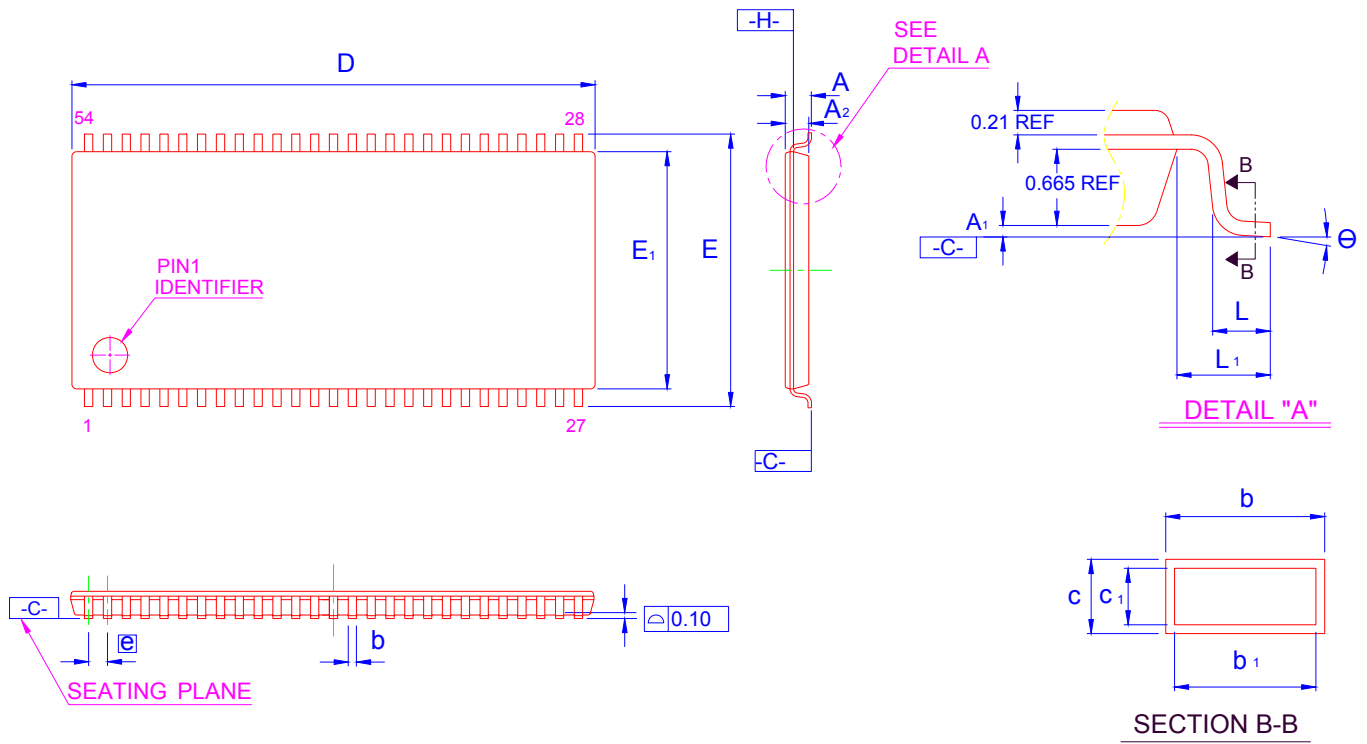 -H-
SEE
DETAIL A
D
A
A2
54
28
0.21 REF
B
0.665 REF
E1
E
A1
-C-
B
Θ
PIN1
IDENTIFIER
L
L1
1
27
DETAIL "A"
-C-
b
c
c1
-C-
0.10
e
b
b1
SEATING PLANE
SECTION B-B